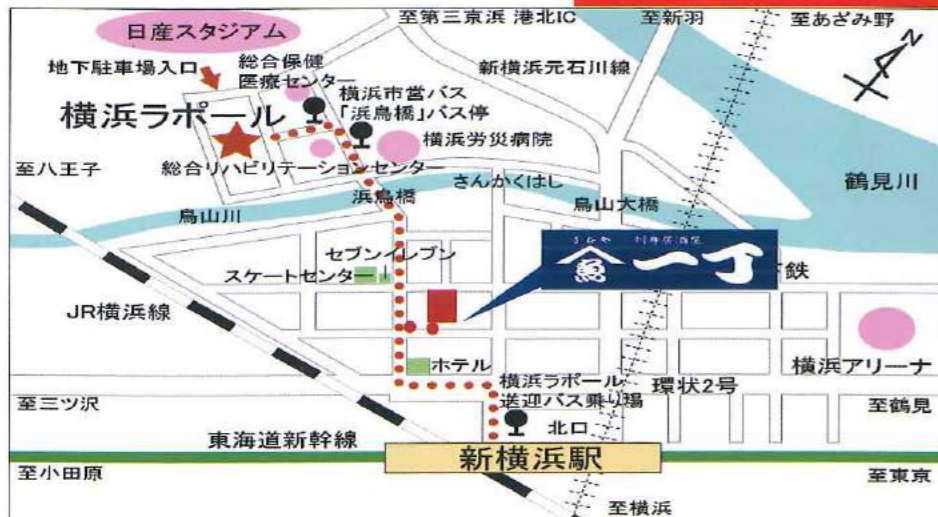 至第三京浜 港北IC
至新羽
至あざみ野
日産スタジアム
地下駐車場入口
総合保健
医療センター
新横浜元石川線
N
横浜市営バス
「浜鳥橋」バス停
横浜ラポール
横浜労災病院
至八王子
総合リハビリテーションセンター
さんかくはし
鶴見川
鳥山川
浜鳥橋
鳥山大橋
セブンイレブン
スケートセンター
一丁
鉄
JR横浜線
ホテル
横浜アリーナ
横浜ラポール
送迎バス乗り場
環状2号
至三ツ沢
至鶴見
北口
東海道新幹線
新横浜駅
至小田原
至東京
至横浜